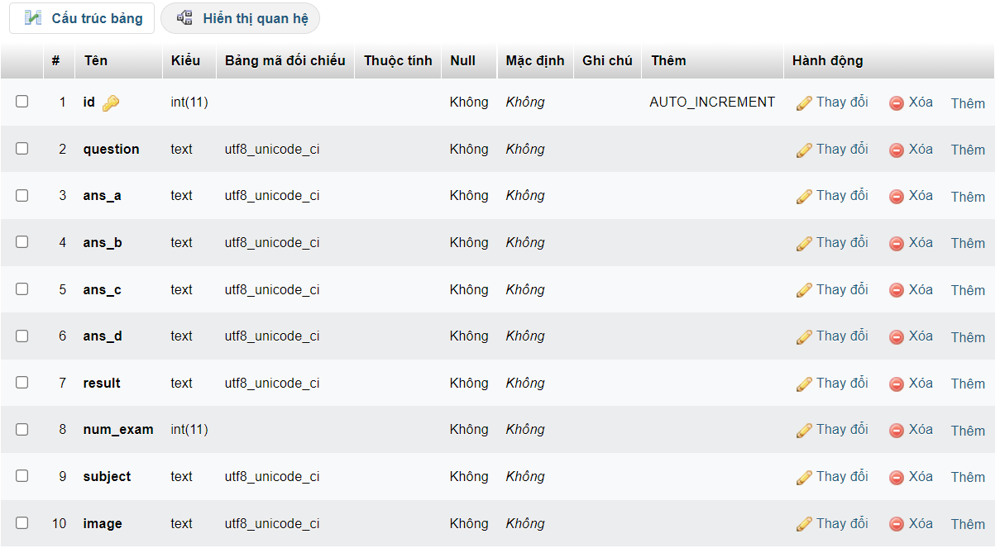 Cấu trúc bảng Hiển thị quan hệ
# Tên Kiểu Bảng mã đối chiếu Thuộc tính Null Mặc định Ghi chú Thêm Hành động
1 id int(11) Không Không AUTO_INCREMENT Thay đổi Xóa Thêm
2 question text utf8_unicode_ci Không Không Thay đổi Xóa Thêm
3 ans_a text utf8_unicode_ci Không Không Thay đổi Xóa Thêm
4 ans_b text utf8_unicode_ci Không Không Thay đổi Xóa Thêm
5 ans_c text utf8_unicode_ci Không Không Thay đổi Xóa Thêm
6 ans_d text utf8_unicode_ci Không Không Thay đổi Xóa Thêm
7 result text utf8_unicode_ci Không Không Thay đổi Xóa Thêm
8 num_exam int(11) Không Không Thay đổi Xóa Thêm
9 subject text utf8_unicode_ci Không Không Thay đổi Xóa Thêm
10 image text utf8_unicode_ci Không Không Thay đổi Xóa Thêm